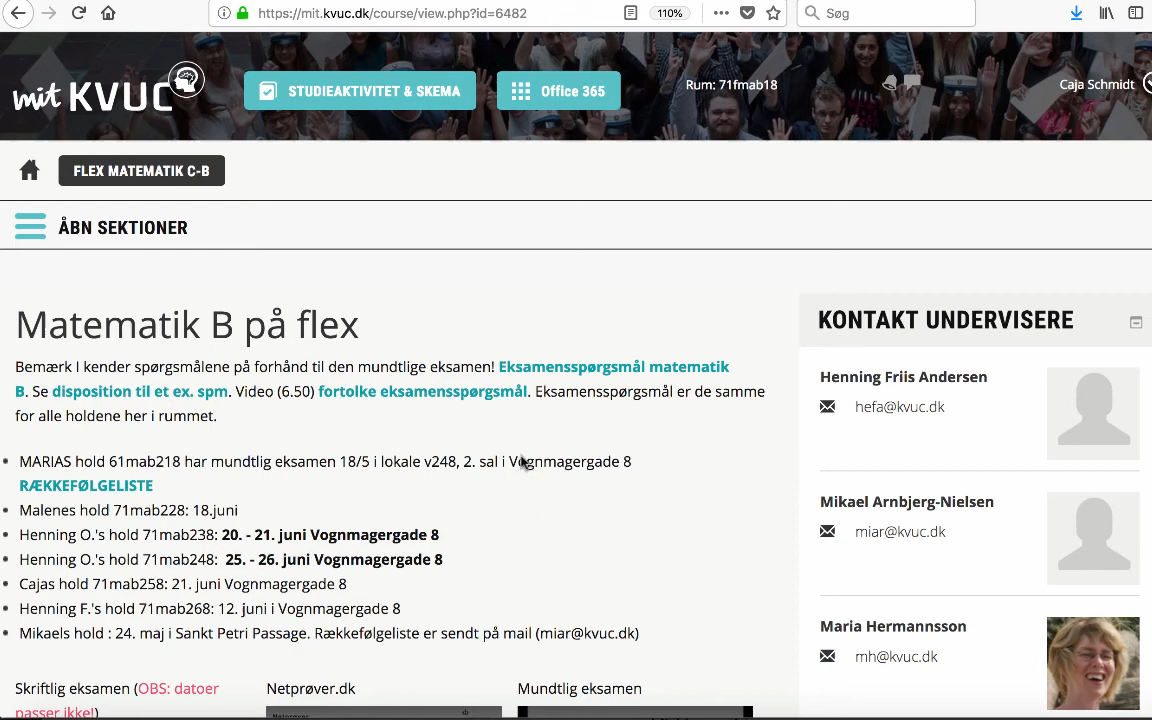 https://mit.kvuc.dk/course/view.php?id=6482
110%
Søg
mit KVUC
STUDIEAKTIVITET & SKEMA
Office 365
Rum: 71fmab18
Caja Schmidt
FLEX MATEMATIK C-B
ÅBN SEKTIONER
Matematik B på flex
Bemærk I kender spørgsmålene på forhånd til den mundtlige eksamen! Eksamensspørgsmål matematik
B. Se disposition til et ex. spm. Video (6.50) fortolke eksamensspørgsmål. Eksamensspørgsmål er de samme
for alle holdene her i rummet.
MARIAS hold 61mab218 har mundtlig eksamen 18/5 i lokale v248, 2. sal i Vognmagergade 8
RÆKKEFØLGELISTE
Malenes hold 71mab228: 18.juni
Henning O.'s hold 71mab238: 20. - 21. juni Vognmagergade 8
Henning O.'s hold 71mab248: 25. - 26. juni Vognmagergade 8
Cajas hold 71mab258: 21. juni Vognmagergade 8
Henning F.'s hold 71mab268: 12. juni i Vognmagergade 8
Mikaels hold : 24. maj i Sankt Petri Passage. Rækkefølgeliste er sendt på mail (miar@kvuc.dk)
Skriftlig eksamen (OBS: datoer
passer ikke!)
Netprøver.dk
Netprøver
Mundtlig eksamen
KONTAKT UNDERVISERE
Henning Friis Andersen
hefa@kvuc.dk
Mikael Arnbjerg-Nielsen
miar@kvuc.dk
Maria Hermannsson
mh@kvuc.dk